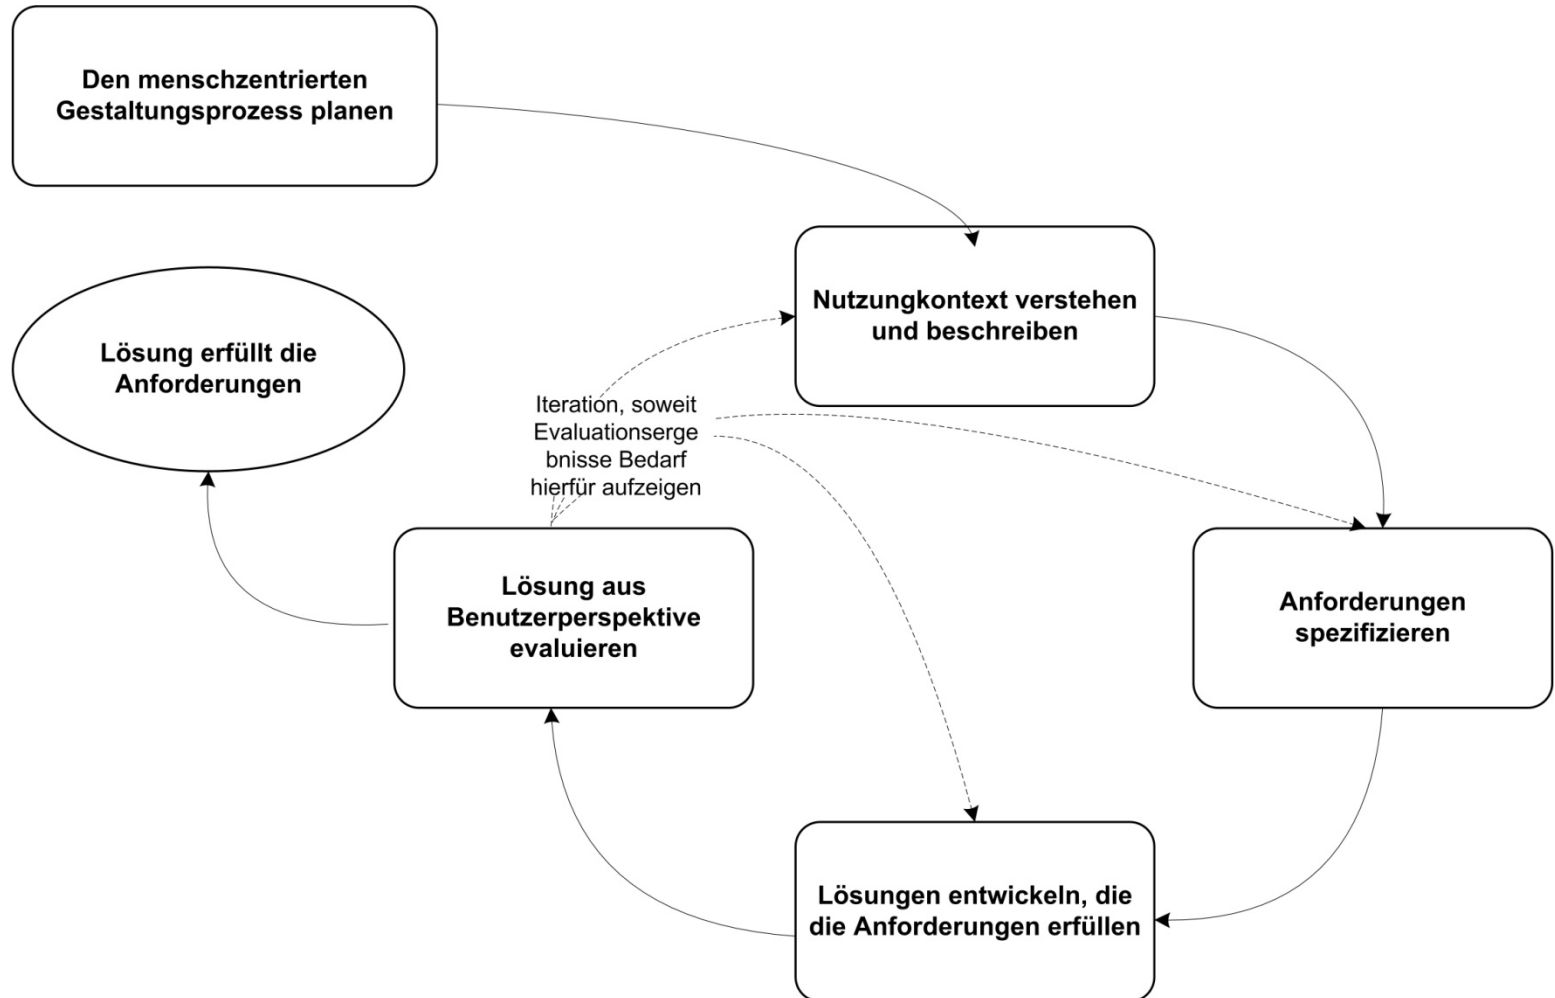 Den menschzentrierten
Gestaltungsprozess planen
Nutzungkontext verstehen
und beschreiben
Lösung erfüllt die
Anforderungen
Iteration, soweit
Evaluationserge
bnisse Bedarf
hierfür aufzeigen
Lösung aus
Benutzerperspektive
evaluieren
Anforderungen
spezifizieren
Lösungen entwickeln, die
die Anforderungen erfüllen